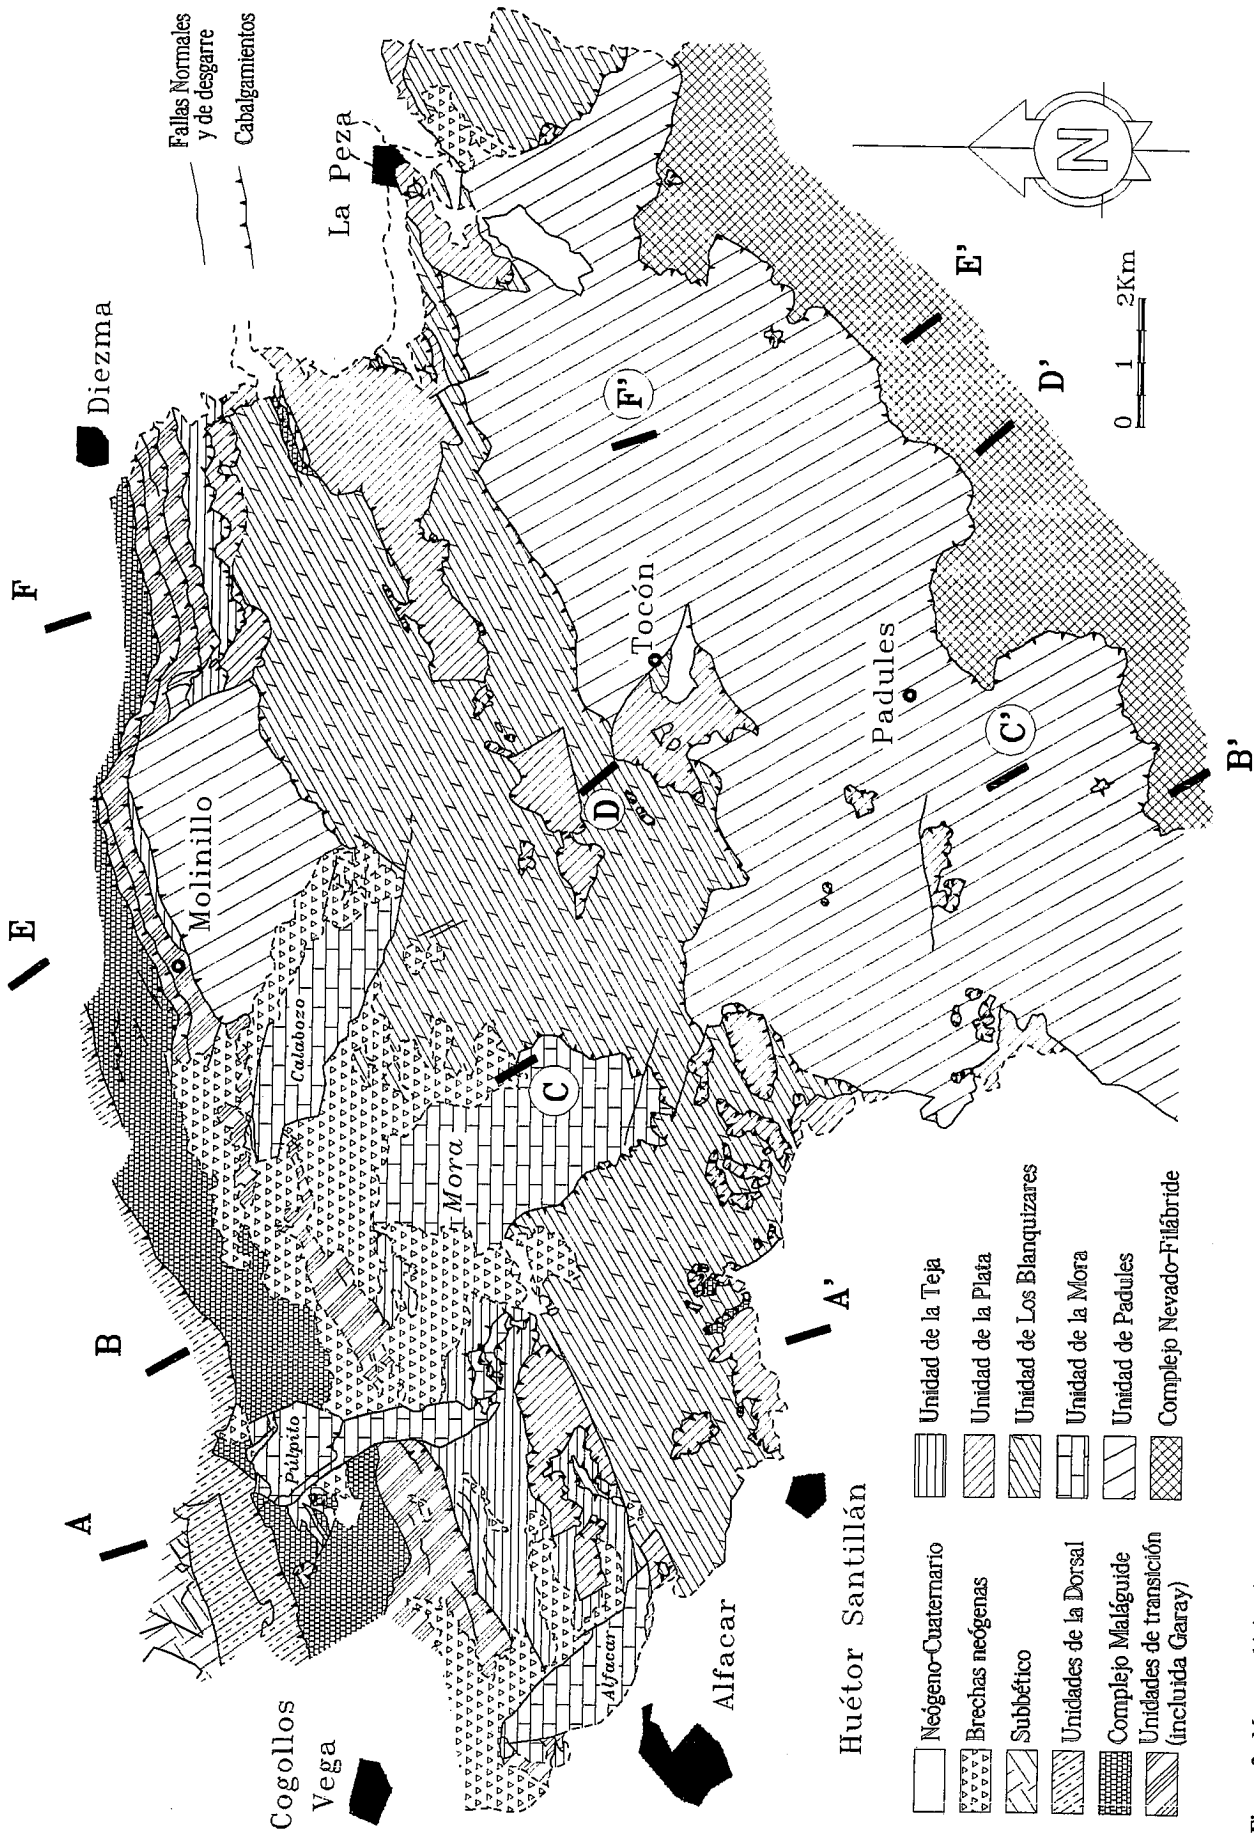 Fallas Normales
y de desgarre
Cabalgamientos
F
E
B
A
Diezma
La Peza
Molinillo
Calabozo
Púlpito
Mora
Alfacar
Cogollos
Vega
Alfacar
Huétor Santillán
Tocón
Padules
C
D
F'
C'
A'
B'
D'
E'
N
0 1 2Km
Neógeno-Cuaternario
Brechas neógenas
Subbético
Unidades de la Dorsal
Complejo Maláguide
Unidades de transición
(incluida Garay)
Unidad de la Teja
Unidad de la Plata
Unidad de Los Blanquizares
Unidad de la Mora
Unidad de Padules
Complejo Nevado-Filábride